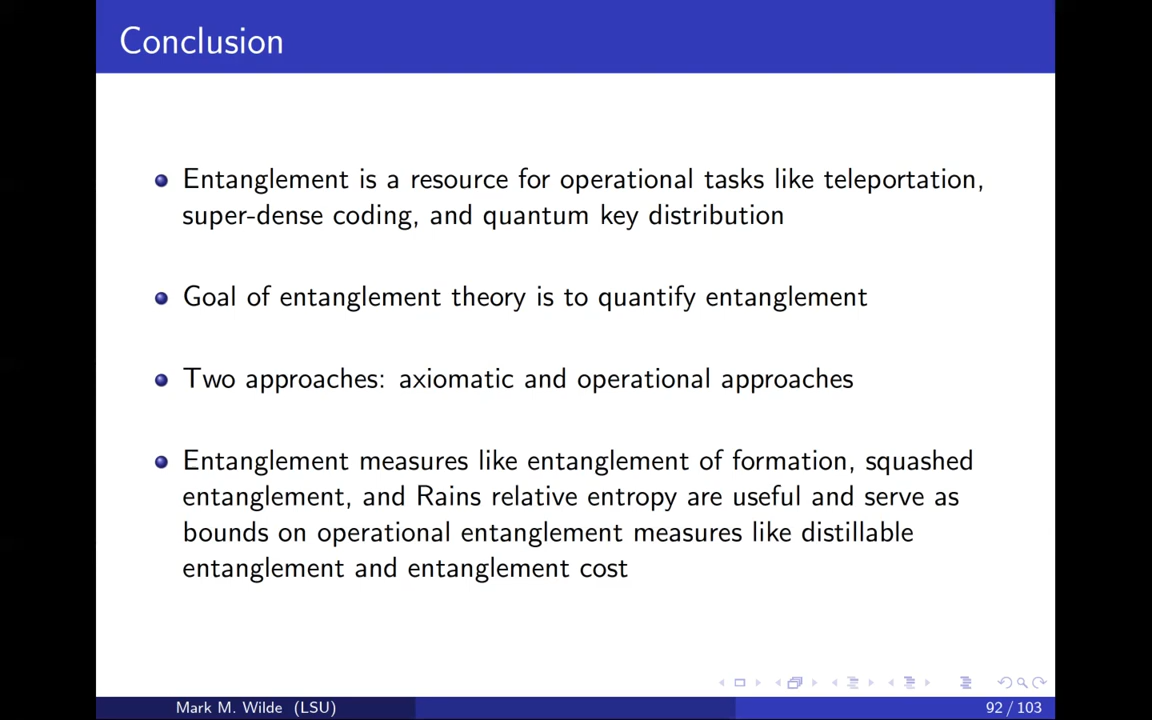 Conclusion
Entanglement is a resource for operational tasks like teleportation,
super-dense coding, and quantum key distribution
Goal of entanglement theory is to quantify entanglement
Two approaches: axiomatic and operational approaches
Entanglement measures like entanglement of formation, squashed
entanglement, and Rains relative entropy are useful and serve as
bounds on operational entanglement measures like distillable
entanglement and entanglement cost
Mark M. Wilde (LSU)
92 / 103